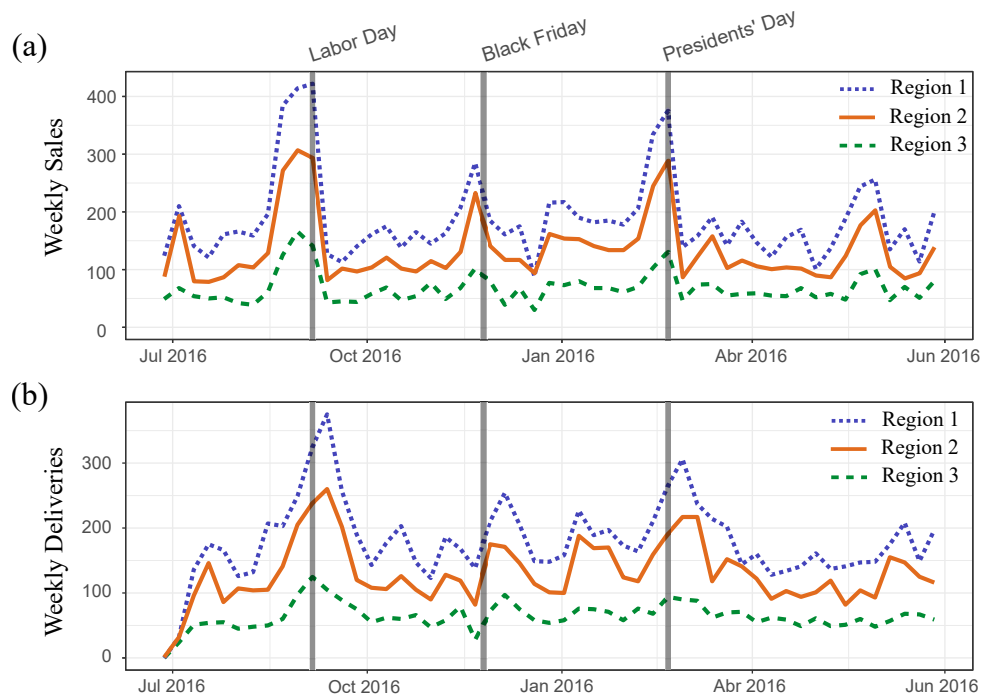 (a)
Labor Day
Black Friday
Presidents' Day
Weekly Sales
400
300
200
100
0
Region 1
Region 2
Region 3
Jul 2016
Oct 2016
Jan 2016
Abr 2016
Jun 2016
(b)
Weekly Deliveries
300
200
100
0
Region 1
Region 2
Region 3
Jul 2016
Oct 2016
Jan 2016
Abr 2016
Jun 2016